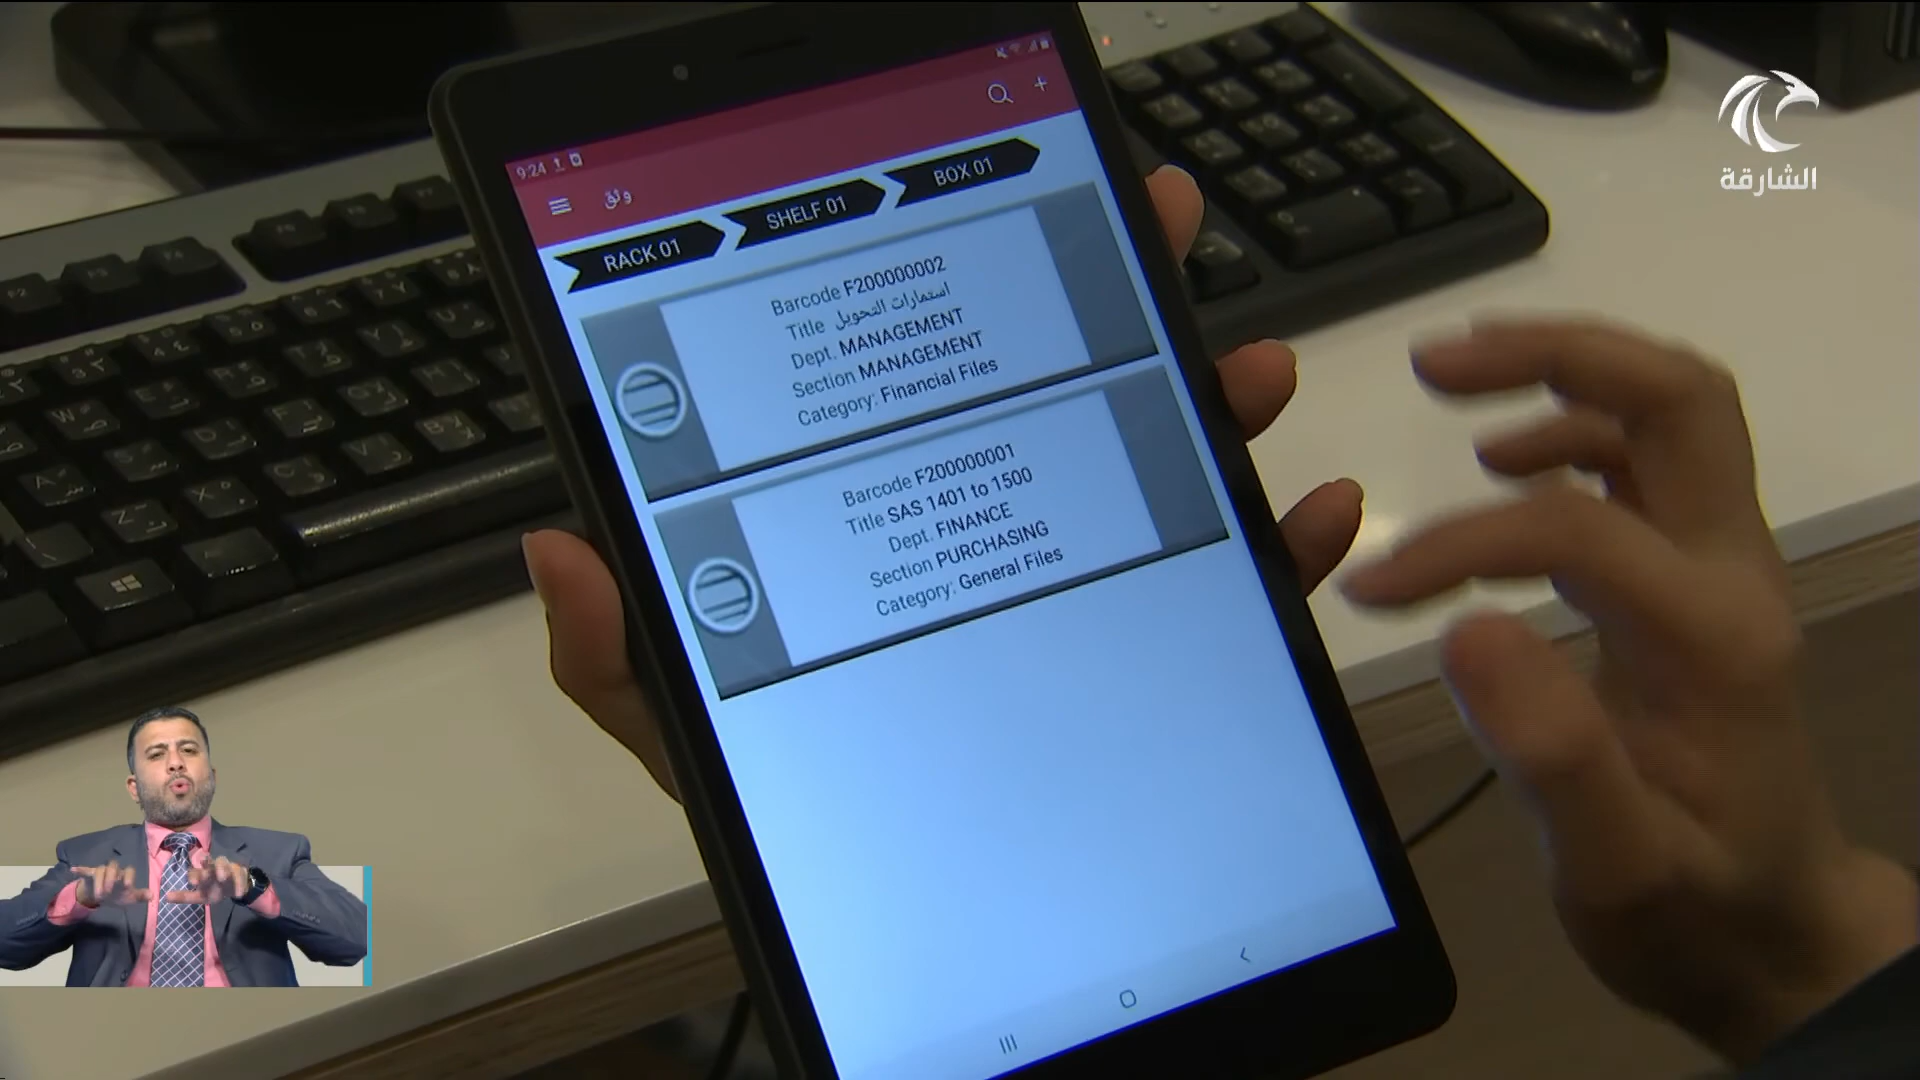 9:24
وثق
RACK 01
SHELF 01
BOX 01
Barcode F200000002
Title استمارات التحويل
Dept. MANAGEMENT
Section MANAGEMENT
Category: Financial Files
Barcode F200000001
Title SAS 1401 to 1500
Dept. FINANCE
Section PURCHASING
Category: General Files
الشارقة